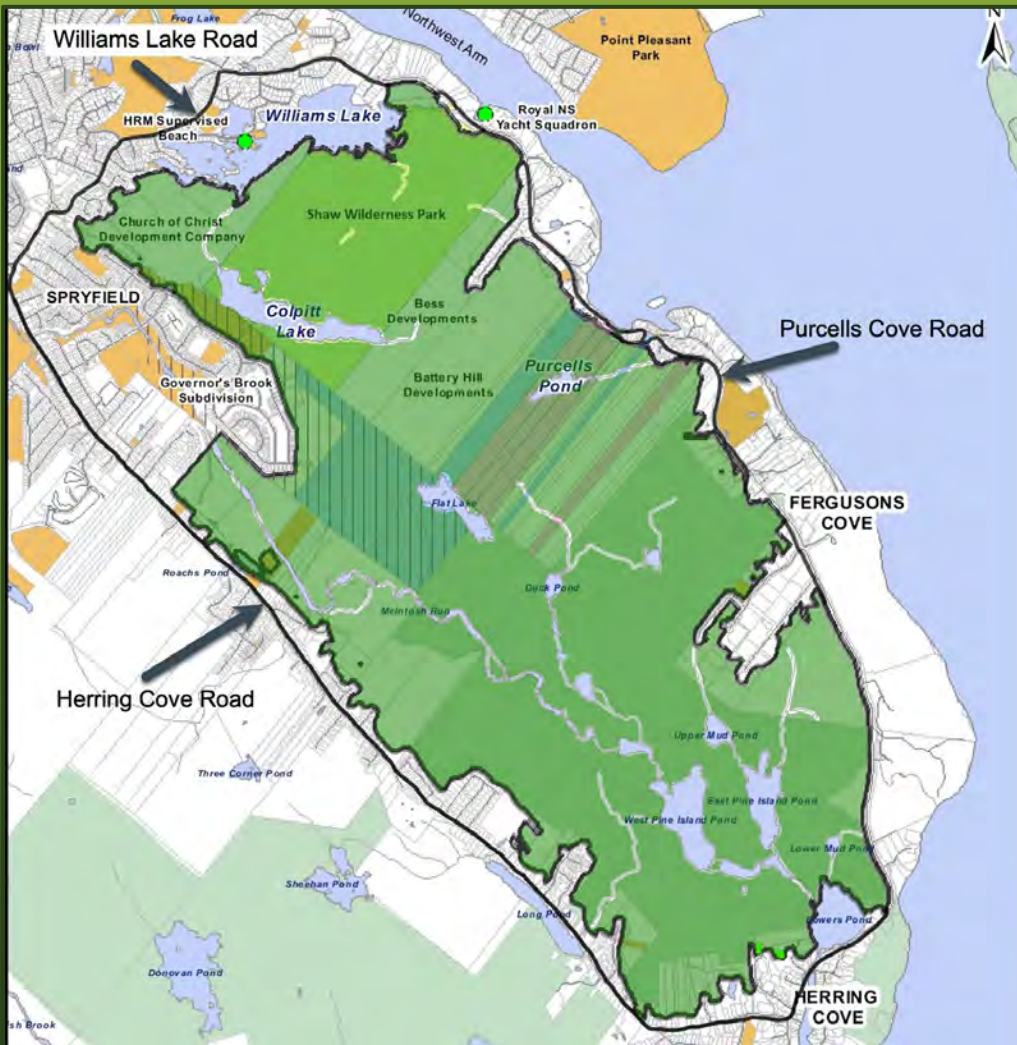 Frog Lake
N
Williams Lake Road
Northwest Arm
Point Pleasant
Park
Bowl
HRM Supervised
Beach
Williams Lake
Royal NS
Yacht Squadron
Church of Christ
Development Company
Shaw Wilderness Park
SPRYFIELD
Colpitt
Lake
Bess
Developments
Purcells Cove Road
Governor's Brook
Subdivision
Battery Hill
Developments
Purcells
Pond
Flat Lake
FERGUSONS
COVE
Roachs Pond
McIntosh Run
Duck Pond
Herring Cove Road
Upper Mud Pond
Three Corner Pond
East Pine Island Pond
West Pine Island Pond
Lower Mud Pond
Sheehan Pond
Long Pond
Powers Pond
Donovan Pond
HERRING
COVE
ish Brook